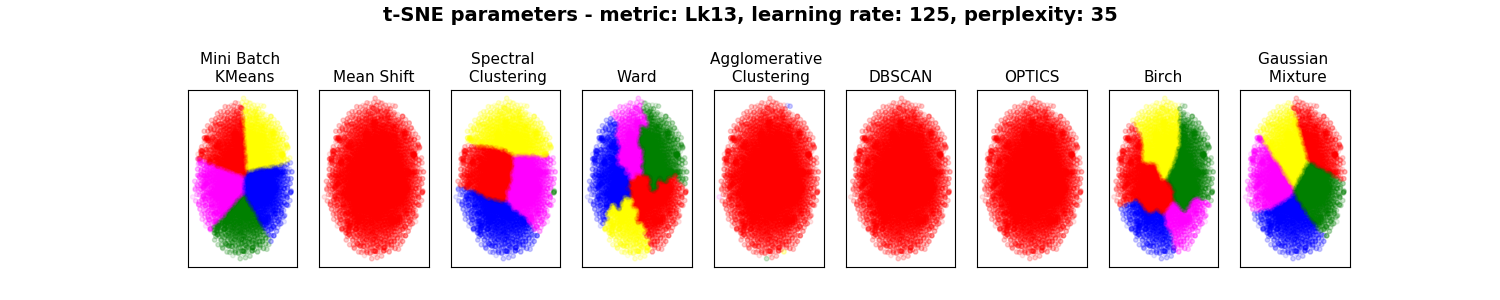 t-SNE parameters - metric: Lk13, learning rate: 125, perplexity: 35
Mini Batch
KMeans
Mean Shift
Spectral
Clustering
Ward
Agglomerative
Clustering
DBSCAN
OPTICS
Birch
Gaussian
Mixture